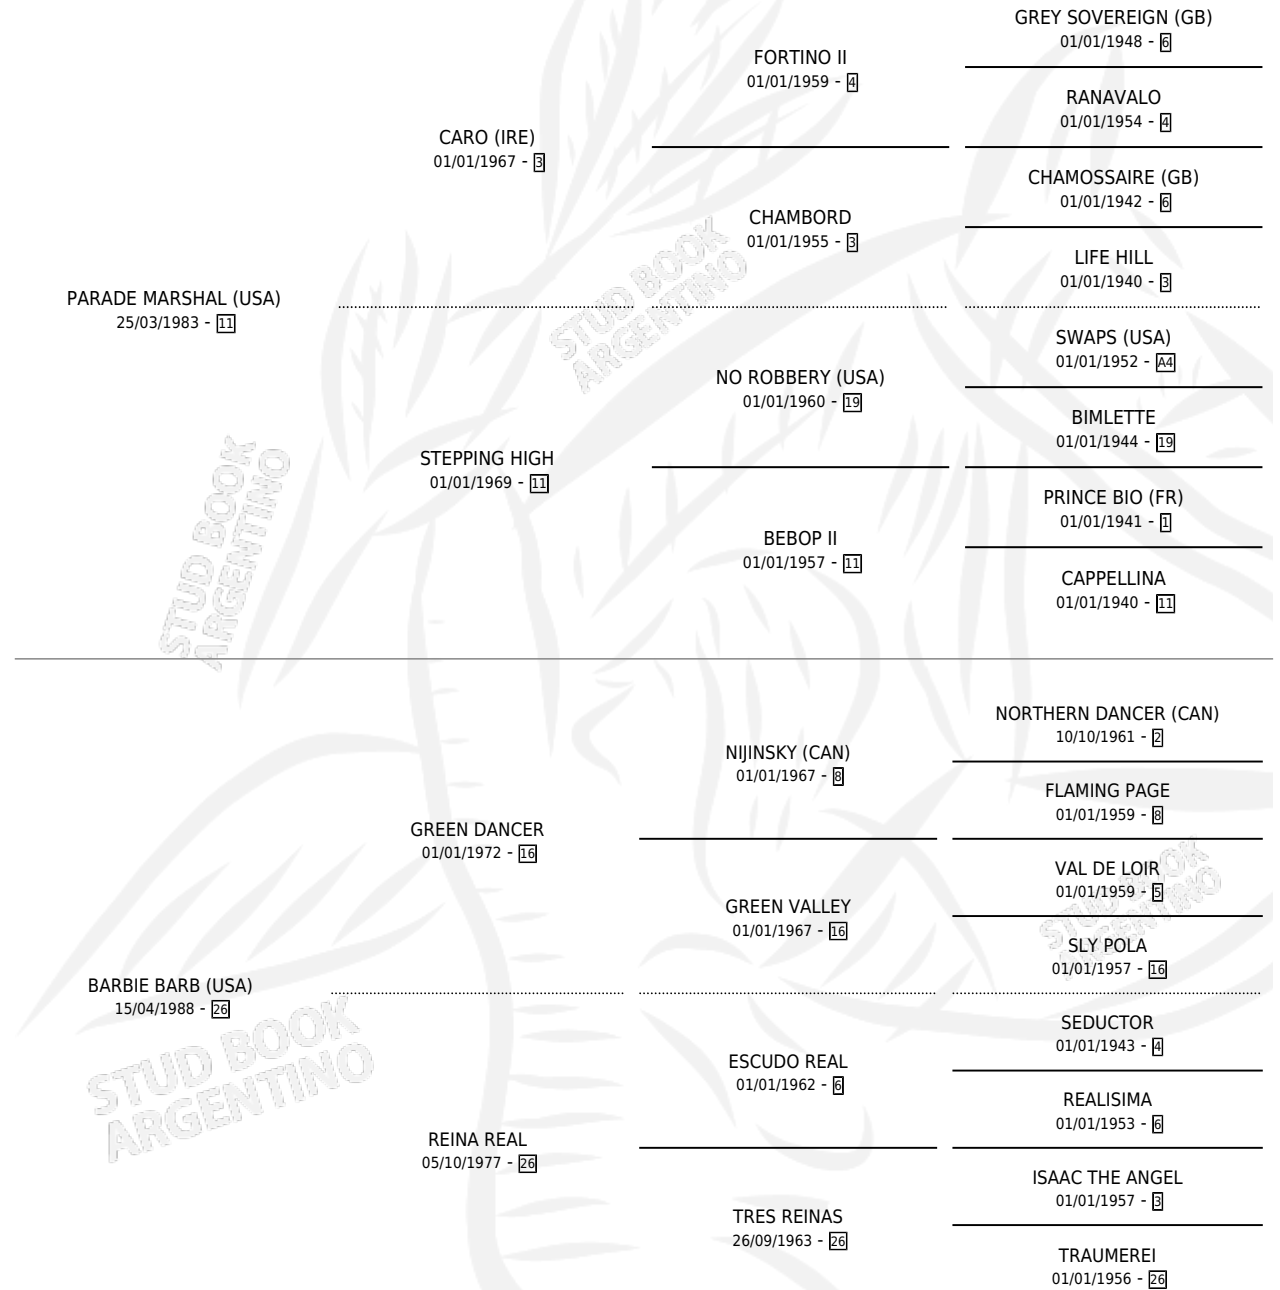 GREY SOVEREIGN (GB)
01/01/1948 - 6
FORTINO II
01/01/1959 - 4
RANAVALO
01/01/1954 - 4
CARO (IRE)
01/01/1967 - 3
CHAMOSSAIRE (GB)
01/01/1942 - 6
CHAMBORD
01/01/1955 - 3
LIFE HILL
01/01/1940 - 3
PARADE MARSHAL (USA)
25/03/1983 - 11
SWAPS (USA)
01/01/1952 - A4
NO ROBBERY (USA)
01/01/1960 - 19
BIMLETTE
01/01/1944 - 19
STEPPING HIGH
01/01/1969 - 11
PRINCE BIO (FR)
01/01/1941 - 1
BEBOP II
01/01/1957 - 11
CAPPELLINA
01/01/1940 - 11
NORTHERN DANCER (CAN)
10/10/1961 - 2
NIJINSKY (CAN)
01/01/1967 - 8
FLAMING PAGE
01/01/1959 - 8
GREEN DANCER
01/01/1972 - 16
VAL DE LOIR
01/01/1959 - 5
GREEN VALLEY
01/01/1967 - 16
SLY POLA
01/01/1957 - 16
BARBIE BARB (USA)
15/04/1988 - 26
SEDUCTOR
01/01/1943 - 4
ESCUDO REAL
01/01/1962 - 6
REALISIMA
01/01/1953 - 6
REINA REAL
05/10/1977 - 26
ISAAC THE ANGEL
01/01/1957 - 3
TRES REINAS
26/09/1963 - 26
TRAUMEREI
01/01/1956 - 26
STUD BOOK
ARGENTINO
STUD BOOK
ARGENTINO
STUD BOOK
ARGENTINO
STUD BOOK
ARGENTINO